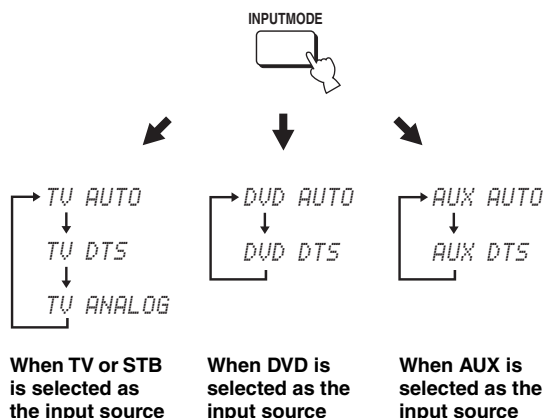 INPUTMODE
TV AUTO
TV DTS
TV ANALOG
DVD AUTO
DVD DTS
AUX AUTO
AUX DTS
When TV or STB
is selected as
the input source
When DVD is
selected as the
input source
When AUX is
selected as the
input source